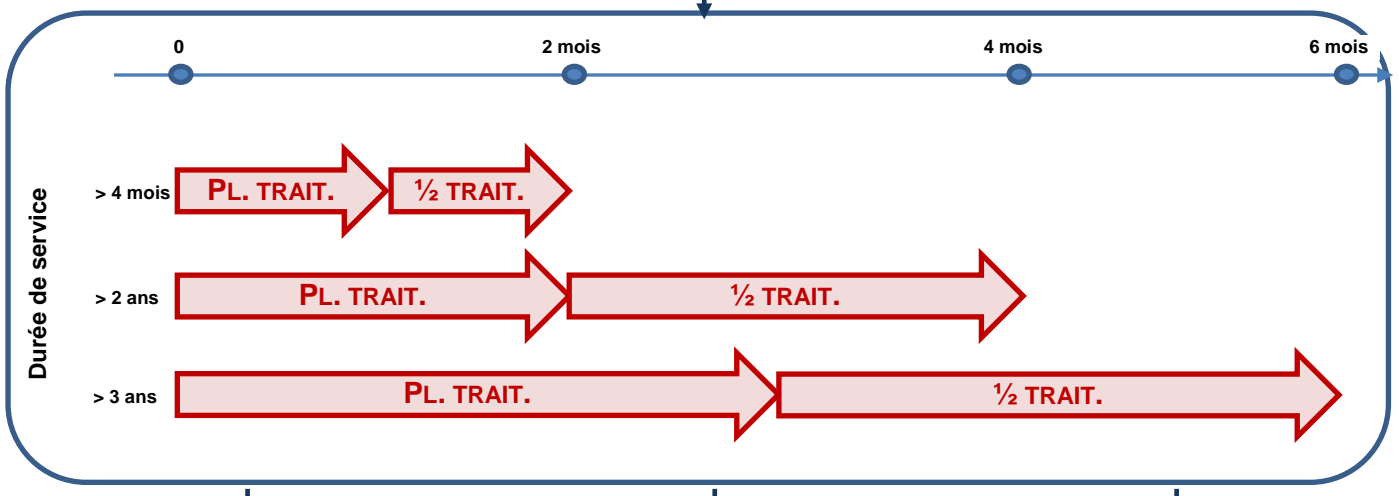 0 2 mois 4 mois 6 mois
Durée de service
> 4 mois PL. TRAIT. ½ TRAIT.
> 2 ans PL. TRAIT. ½ TRAIT.
> 3 ans PL. TRAIT. ½ TRAIT.